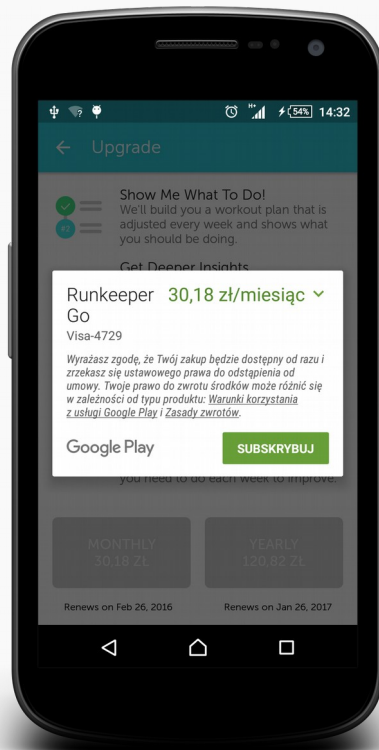 H+
54% 14:32
Upgrade
Show Me What To Do!
We'll build you a workout plan that is
#2
adjusted every week and shows what
you should be doing.
Get Deeper Insights
Runkeeper 30,18 zł/miesiąc
Go
Visa-4729
Wyrażasz zgodę, że Twój zakup będzie dostępny od razu i
zrzekasz się ustawowego prawa do odstąpienia od
umowy. Twoje prawo do zwrotu środków może różnić się
w zależności od typu produktu: Warunki korzystania
z usługi Google Play i Zasady zwrotów.
Google Play SUBSKRYBUJ
you need to do each week to improve.
MONTHLY YEARLY
30,18 ZŁ 120,82 ZŁ
Renews on Feb 26, 2016 Renews on Jan 26, 2017